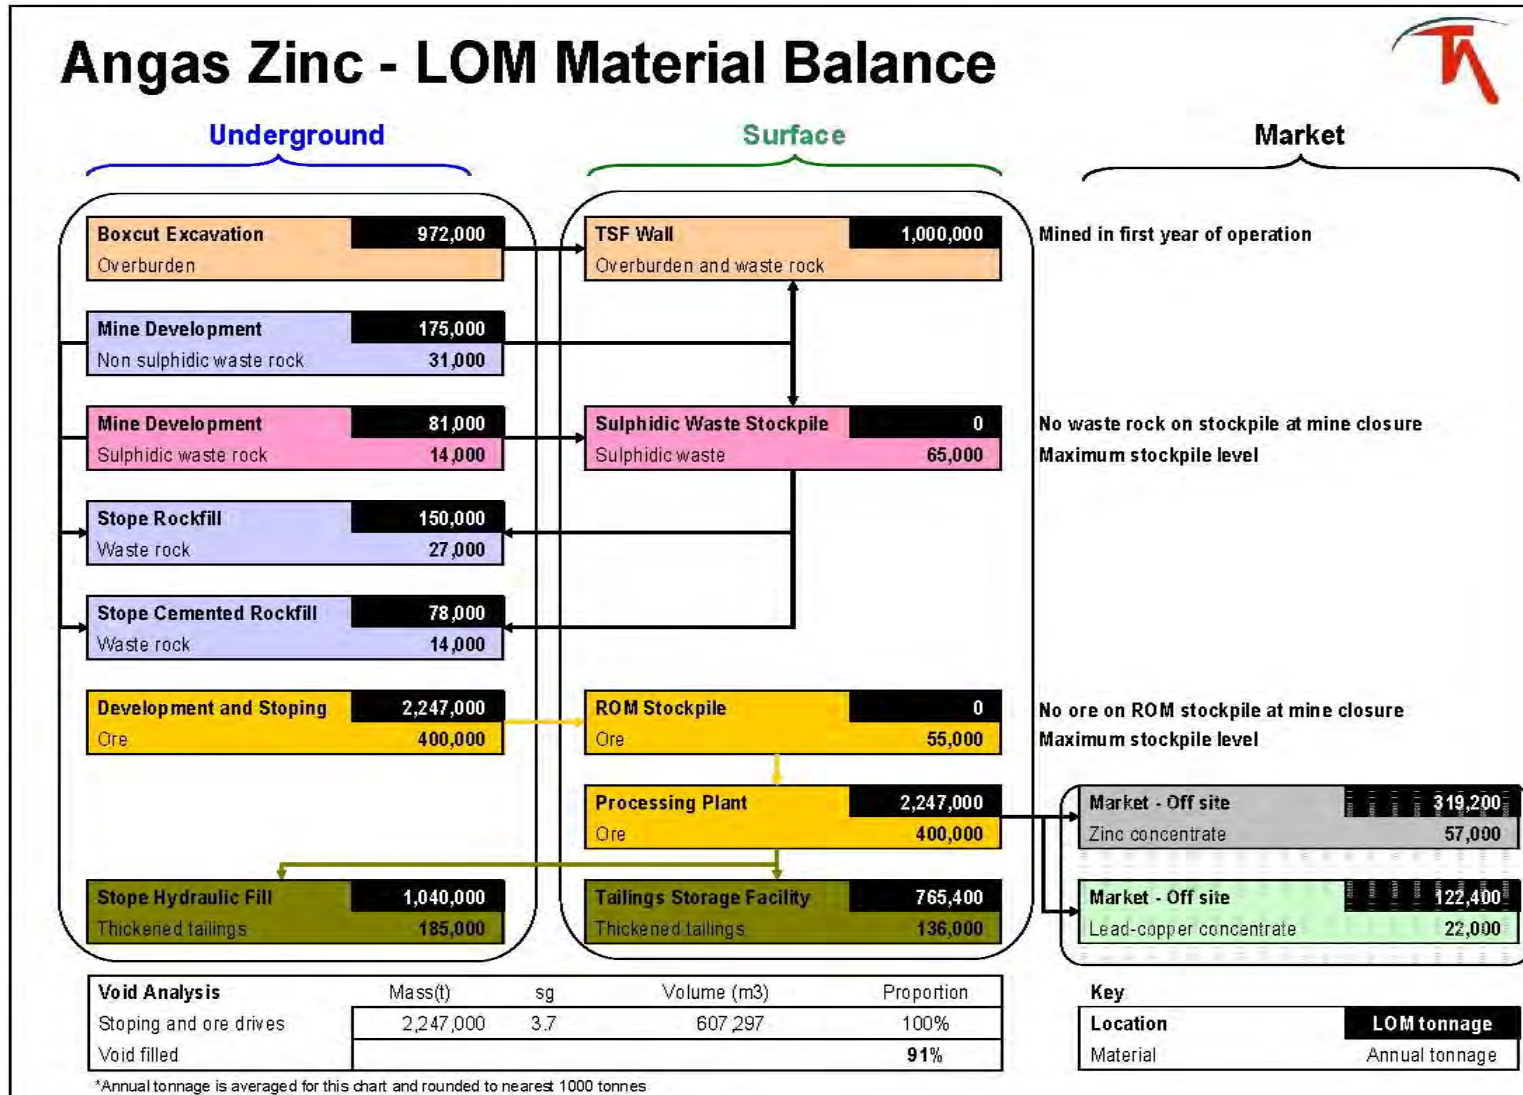 Angas Zinc - LOM Material Balance
Underground
Surface
Market
Boxcut Excavation 972,000
Overburden
TSF Wall 1,000,000
Overburden and waste rock
Mined in first year of operation
Mine Development 175,000
Non sulphidic waste rock 31,000
Mine Development 81,000
Sulphidic waste rock 14,000
Sulphidic Waste Stockpile 0
Sulphidic waste 65,000
No waste rock on stockpile at mine closure
Maximum stockpile level
Stope Rockfill 150,000
Waste rock 27,000
Stope Cemented Rockfill 78,000
Waste rock 14,000
Development and Stoping 2,247,000
Ore 400,000
ROM Stockpile 0
Ore 55,000
No ore on ROM stockpile at mine closure
Maximum stockpile level
Processing Plant 2,247,000
Ore 400,000
Market - Off site 319,200
Zinc concentrate 57,000
Stope Hydraulic Fill 1,040,000
Thickened tailings 185,000
Tailings Storage Facility 765,400
Thickened tailings 136,000
Market - Off site 122,400
Lead-copper concentrate 22,000
Void Analysis Mass(t) sg Volume (m3) Proportion
Stoping and ore drives 2,247,000 3.7 607,297 100%
Void filled 91%
Key
Location LOM tonnage
Material Annual tonnage
*Annual tonnage is averaged for this chart and rounded to nearest 1000 tonnes